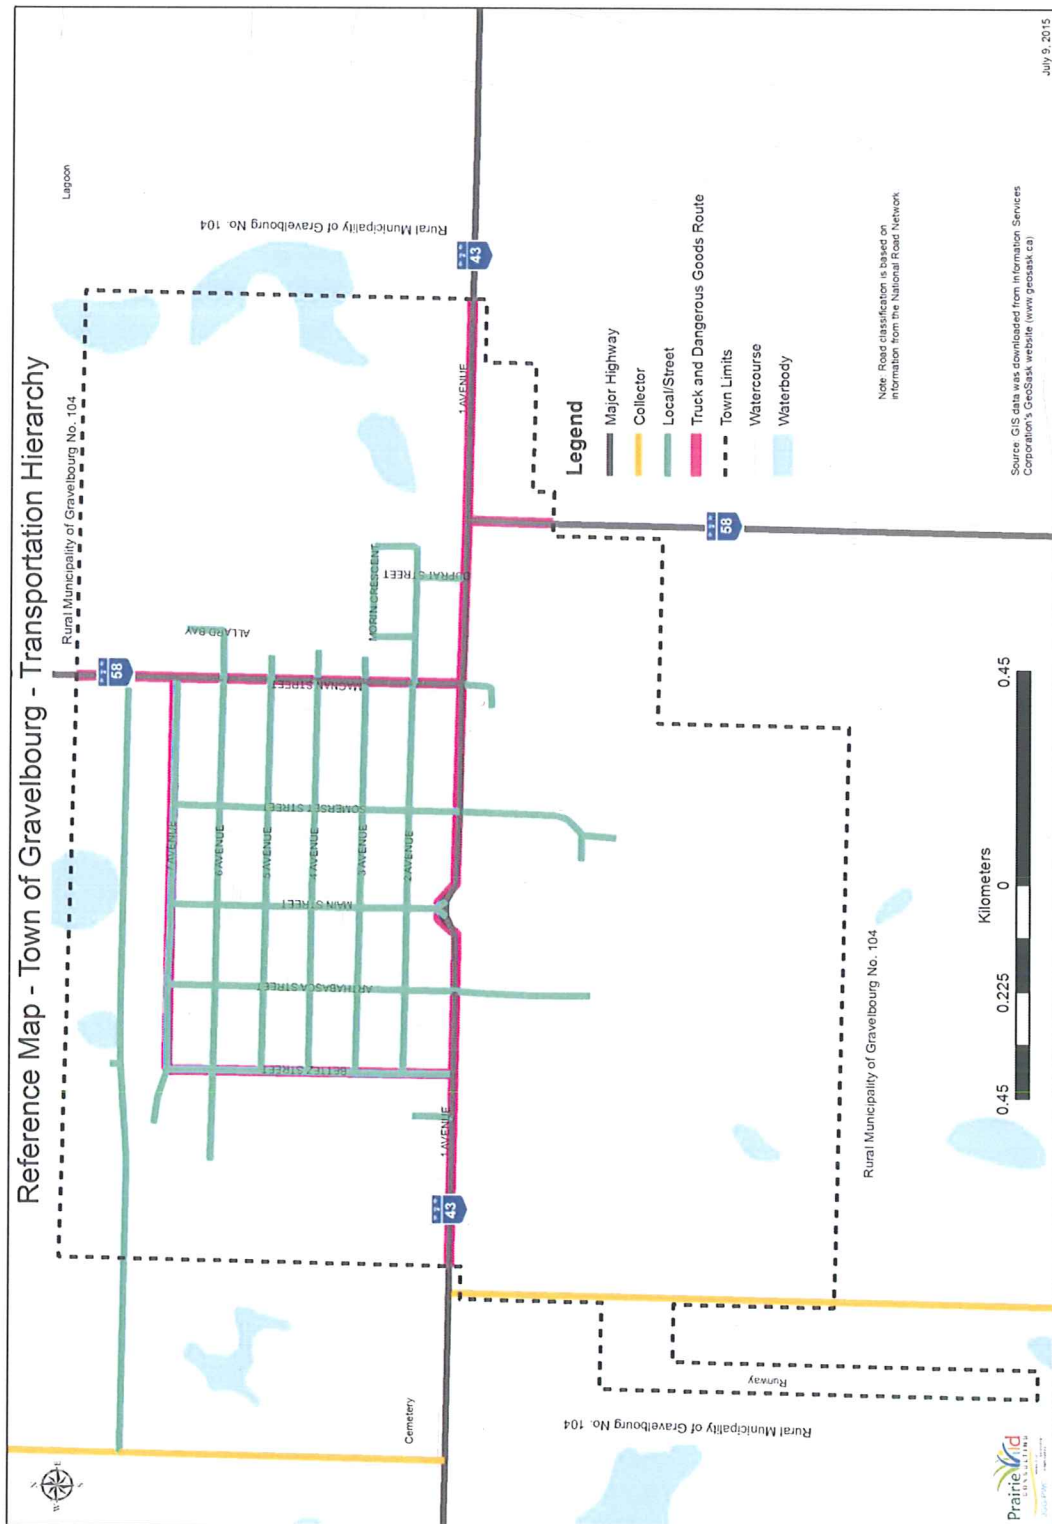 Reference Map - Town of Gravelbourg - Transportation Hierarchy
Lagoon
Rural Municipality of Gravelbourg No. 104
Rural Municipality of Gravelbourg No. 104
58
ALLARD BAY
7 AVENUE
6 AVENUE
5 AVENUE
4 AVENUE
3 AVENUE
2 AVENUE
MAGNAN STREET
SOMERSET STREET
MAIN STREET
ARTHABASCA STREET
BETTEZ STREET
MORIN CRESCENT
DUPRAT STREET
1 AVENUE
1 AVENUE
43
43
Cemetery
58
Runway
Rural Municipality of Gravelbourg No. 104
Rural Municipality of Gravelbourg No. 104
Legend
Major Highway
Collector
Local/Street
Truck and Dangerous Goods Route
Town Limits
Watercourse
Waterbody
Note: Road classification is based on
information from the National Road Network
Kilometers
0.45
0.225
0
0.45
Source: GIS data was downloaded from Information Services
Corporation's GeoSask website (www.geosask.ca)
July 9, 2015
Prairie Wild
CONSULTING
N
E
S
W